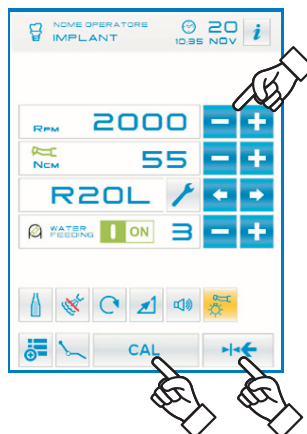 NOME OPERATORE
IMPLANT
20
10:35 NOV
i
RPM 2000 - +
NCM 55 - +
R20L
WATER FEEDING I ON 3 - +
CAL